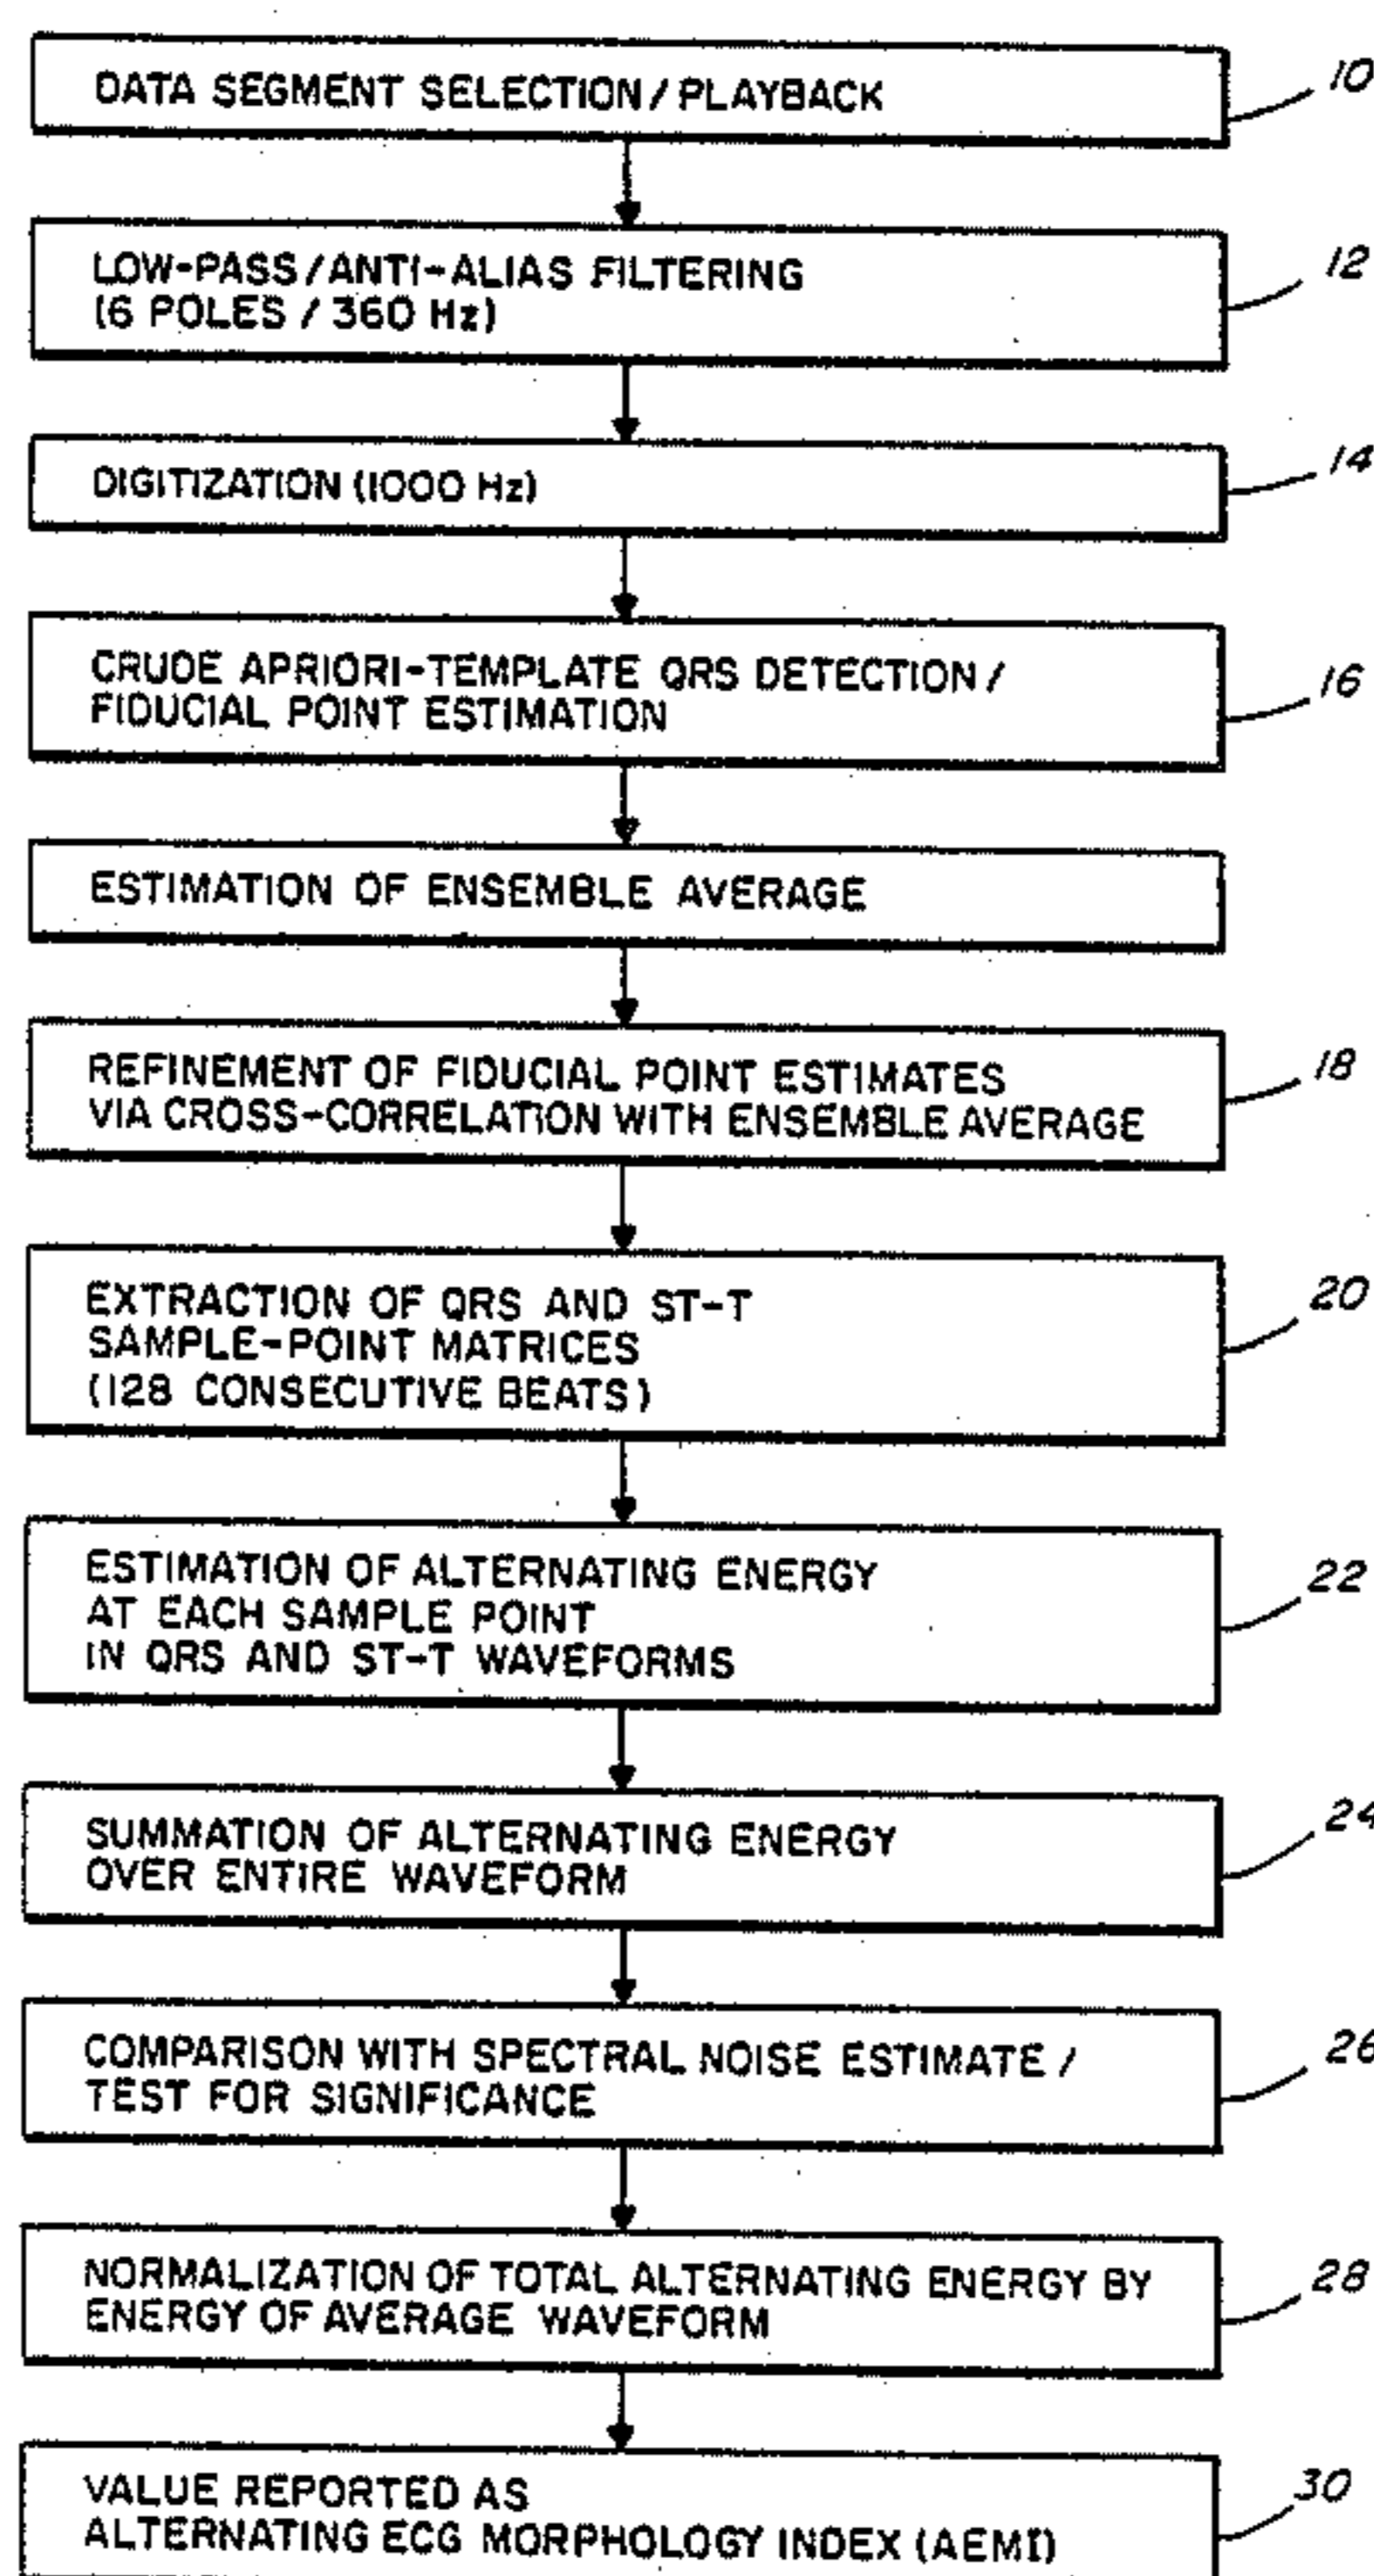 DATA SEGMENT SELECTION / PLAYBACK
10
LOW-PASS / ANTI-ALIAS FILTERING
(6 POLES / 360 Hz)
12
DIGITIZATION (1000 Hz)
14
CRUDE APRIORI-TEMPLATE QRS DETECTION /
FIDUCIAL POINT ESTIMATION
16
ESTIMATION OF ENSEMBLE AVERAGE
REFINEMENT OF FIDUCIAL POINT ESTIMATES
VIA CROSS-CORRELATION WITH ENSEMBLE AVERAGE
18
EXTRACTION OF QRS AND ST-T
SAMPLE-POINT MATRICES
(128 CONSECUTIVE BEATS)
20
ESTIMATION OF ALTERNATING ENERGY
AT EACH SAMPLE POINT
IN QRS AND ST-T WAVEFORMS
22
SUMMATION OF ALTERNATING ENERGY
OVER ENTIRE WAVEFORM
24
COMPARISON WITH SPECTRAL NOISE ESTIMATE /
TEST FOR SIGNIFICANCE
26
NORMALIZATION OF TOTAL ALTERNATING ENERGY BY
ENERGY OF AVERAGE WAVEFORM
28
VALUE REPORTED AS
ALTERNATING ECG MORPHOLOGY INDEX (AEMI)
30